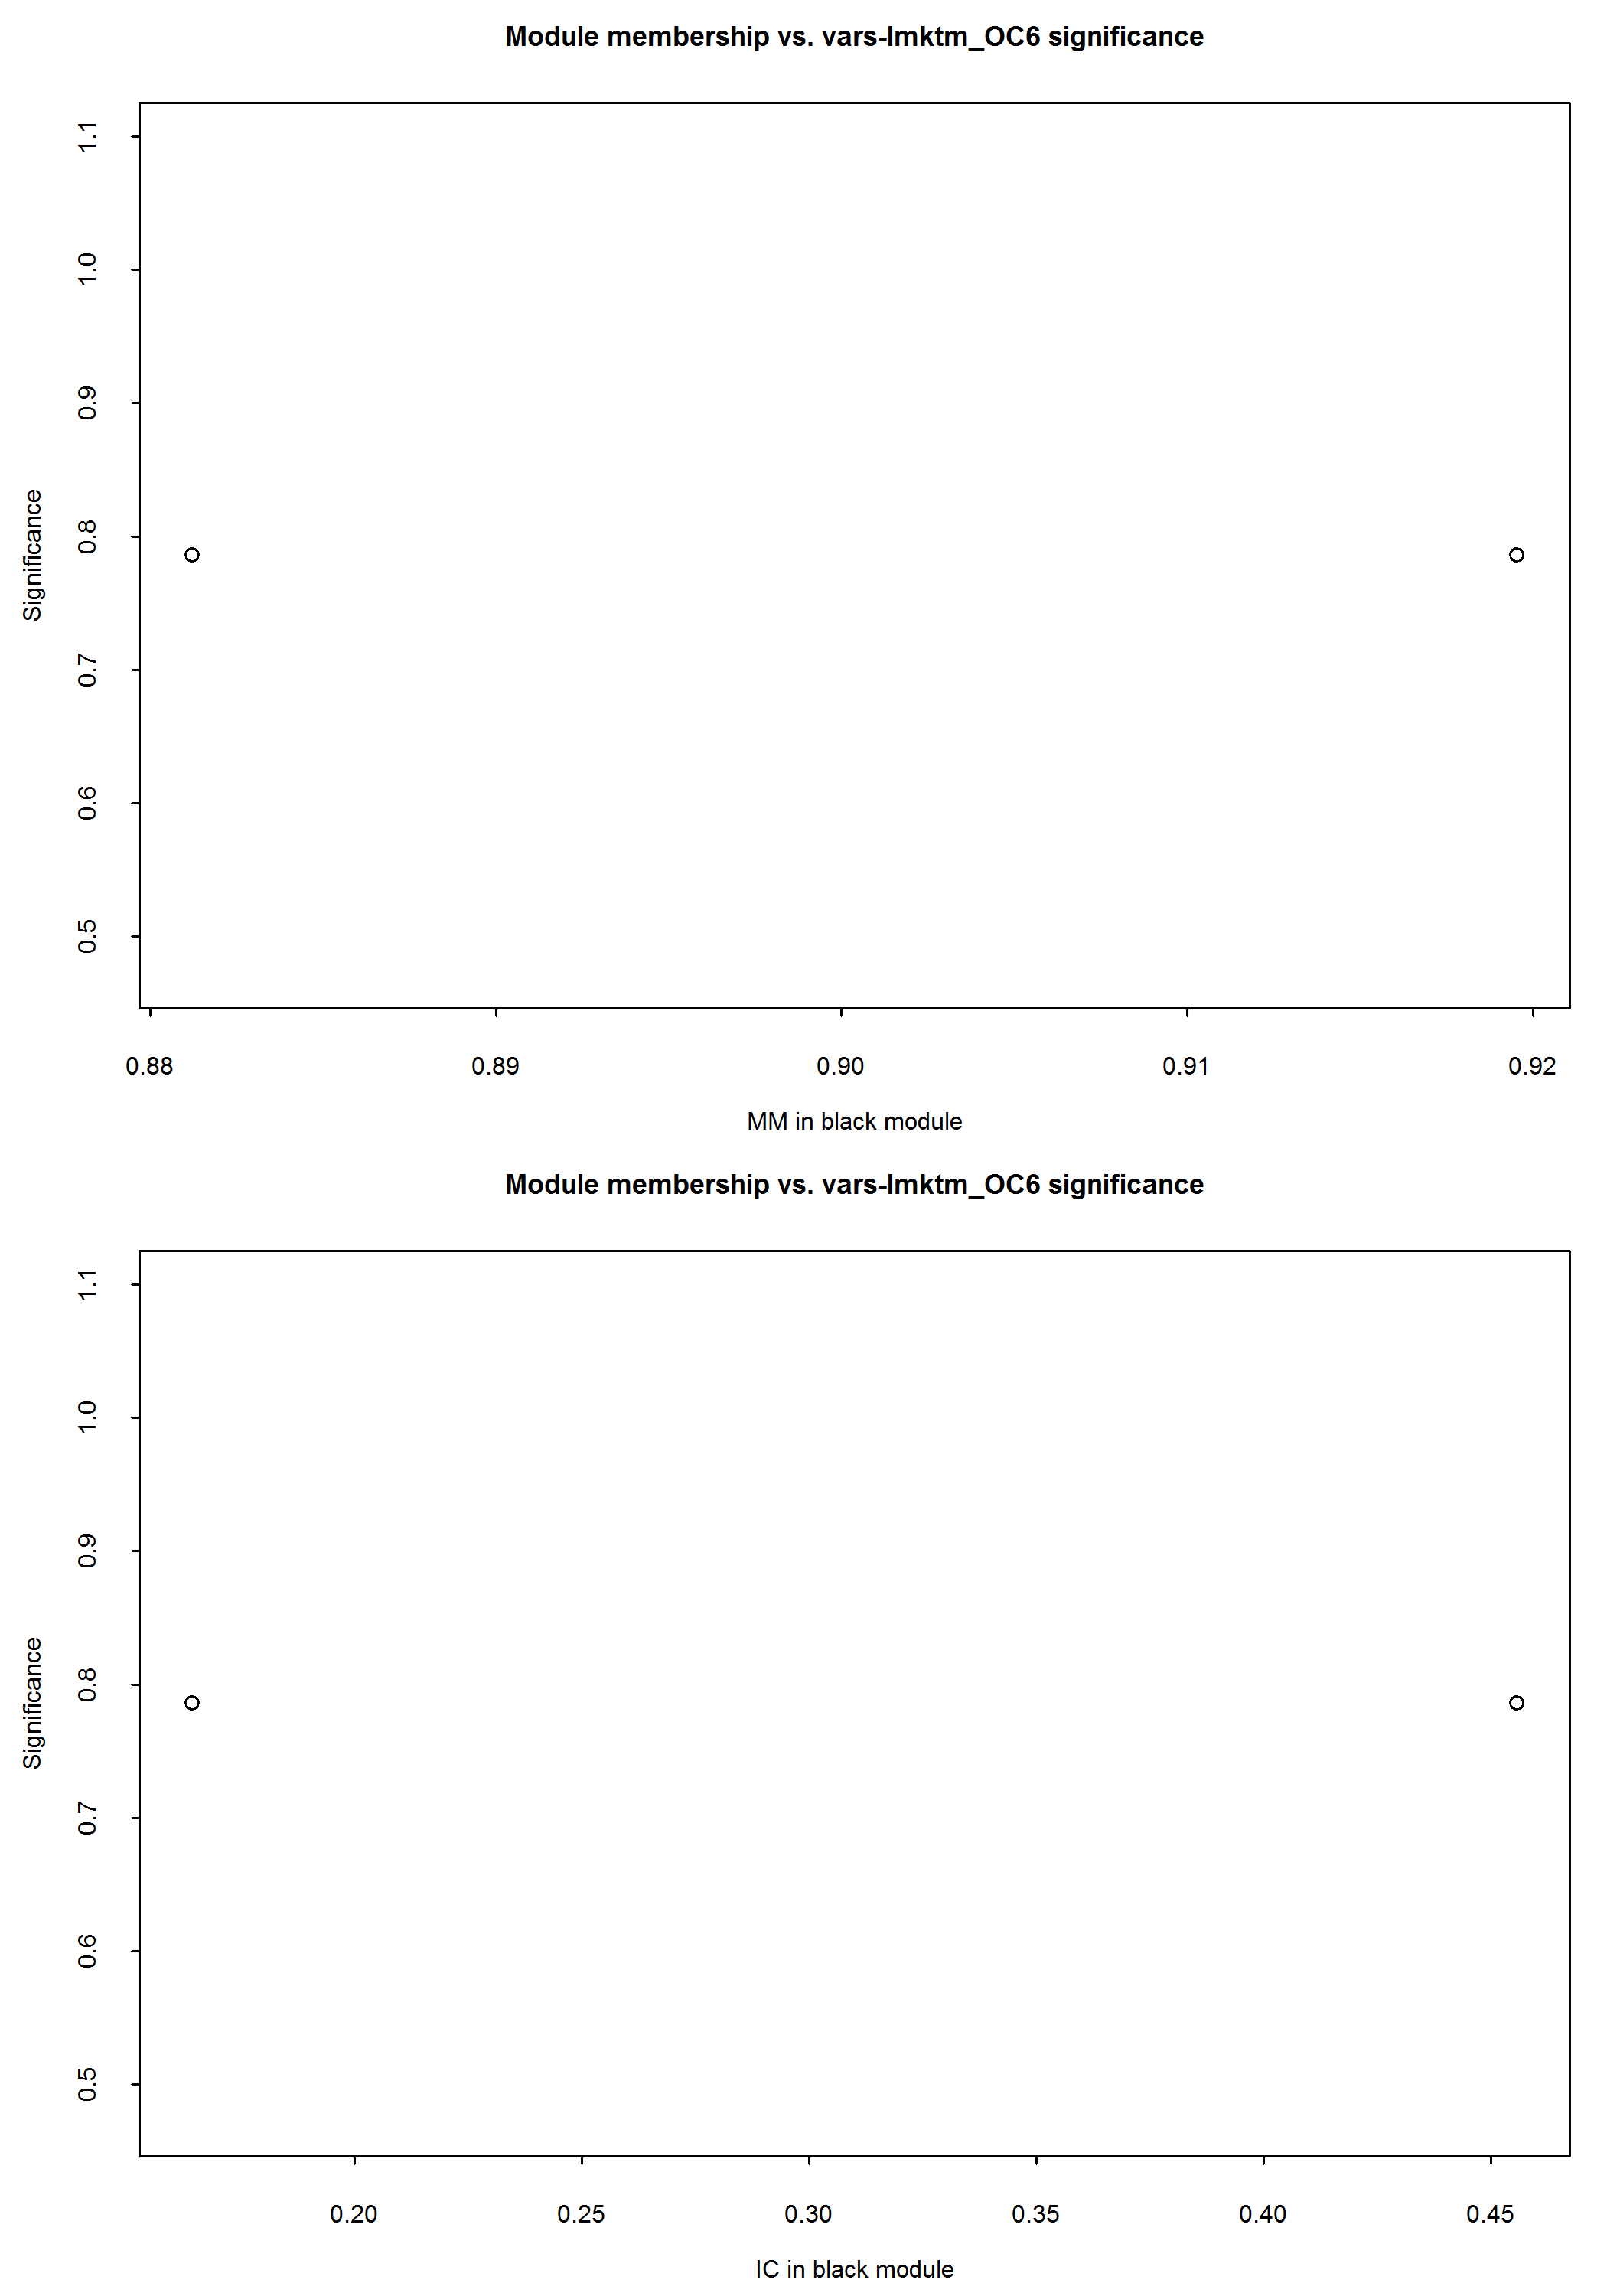 Module membership vs. vars-lmktm_OC6 significance
1.1
1.0
0.9
0.8
0.7
0.6
0.5
Significance
0.88 0.89 0.90 0.91 0.92
MM in black module
Module membership vs. vars-lmktm_OC6 significance
1.1
1.0
0.9
0.8
0.7
0.6
0.5
Significance
0.20 0.25 0.30 0.35 0.40 0.45
IC in black module